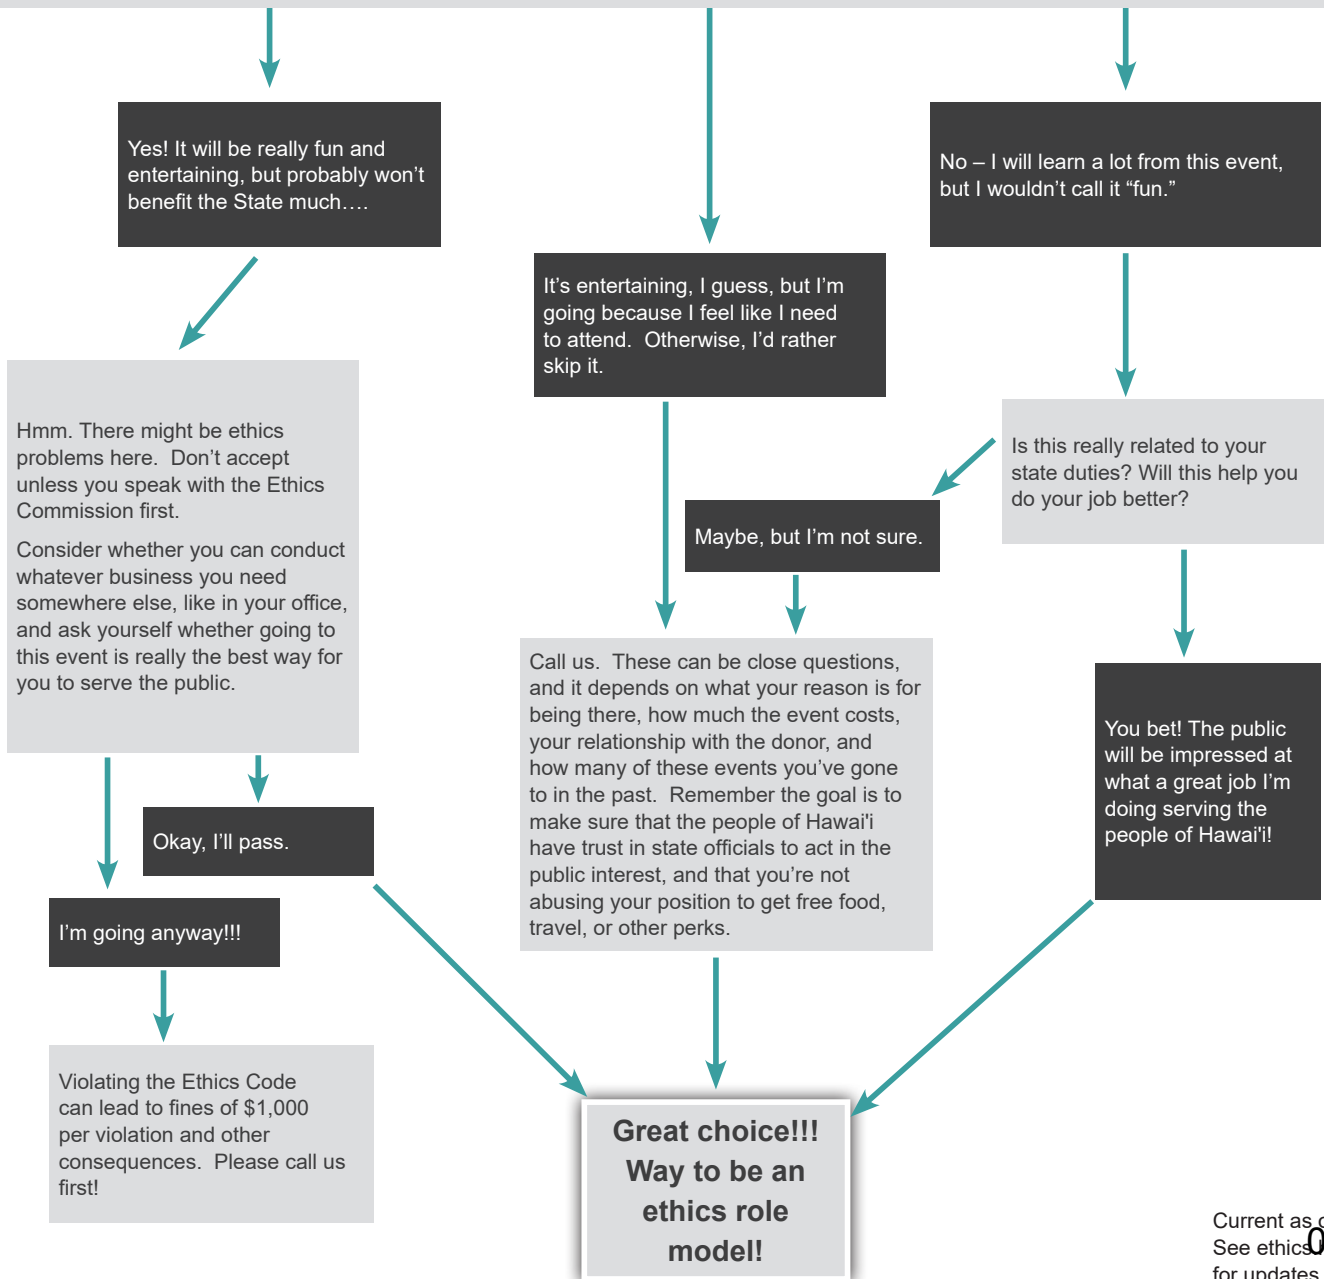 Yes! It will be really fun and
entertaining, but probably won’t
benefit the State much….
No – I will learn a lot from this event,
but I wouldn’t call it “fun.”
It’s entertaining, I guess, but I’m
going because I feel like I need
to attend.  Otherwise, I’d rather
skip it.
Hmm. There might be ethics
problems here.  Don’t accept
unless you speak with the Ethics
Commission first.
Consider whether you can conduct
whatever business you need
somewhere else, like in your office,
and ask yourself whether going to
this event is really the best way for
you to serve the public.
Is this really related to your
state duties? Will this help you
do your job better?
Maybe, but I’m not sure.
Call us.  These can be close questions,
and it depends on what your reason is for
being there, how much the event costs,
your relationship with the donor, and
how many of these events you’ve gone
to in the past.  Remember the goal is to
make sure that the people of Hawai'i
have trust in state officials to act in the
public interest, and that you’re not
abusing your position to get free food,
travel, or other perks.
You bet! The public
will be impressed at
what a great job I’m
doing serving the
people of Hawai'i!
Okay, I’ll pass.
I’m going anyway!!!
Violating the Ethics Code
can lead to fines of $1,000
per violation and other
consequences.  Please call us
first!
Great choice!!!
Way to be an
ethics role
model!
Current as
See ethics
for updates